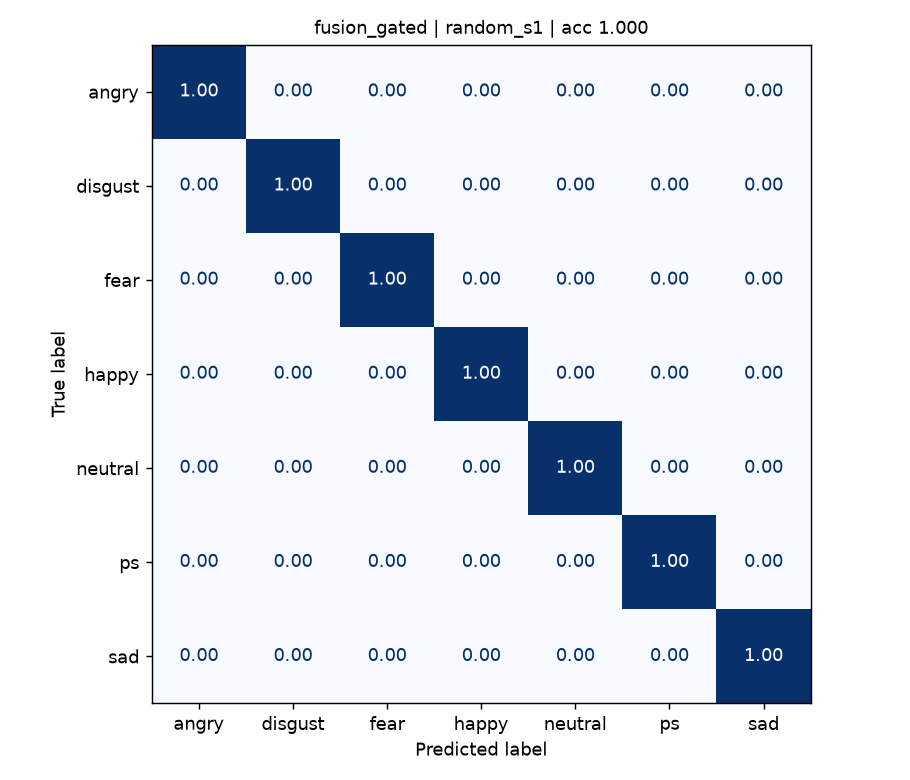 fusion_gated | random_s1 | acc 1.000
angry 1.00 0.00 0.00 0.00 0.00 0.00 0.00
disgust 0.00 1.00 0.00 0.00 0.00 0.00 0.00
fear 0.00 0.00 1.00 0.00 0.00 0.00 0.00
happy 0.00 0.00 0.00 1.00 0.00 0.00 0.00
neutral 0.00 0.00 0.00 0.00 1.00 0.00 0.00
ps 0.00 0.00 0.00 0.00 0.00 1.00 0.00
sad 0.00 0.00 0.00 0.00 0.00 0.00 1.00
True label
angry disgust fear happy neutral ps sad
Predicted label